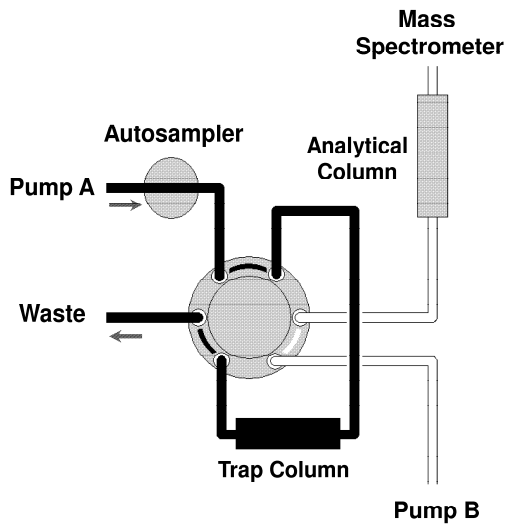 Mass
Spectrometer
Autosampler
Analytical
Column
Pump A
Waste
Trap Column
Pump B